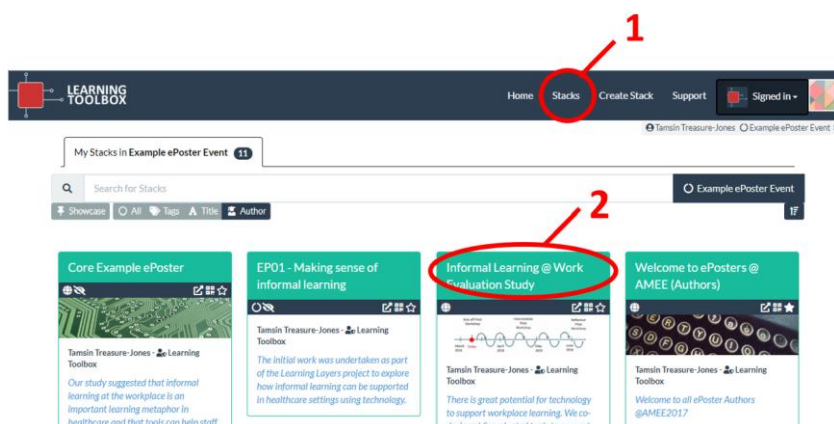 1
LEARNING
TOOLBOX
Home Stacks Create Stack Support Signed in
Tamsin Treasure-Jones Example ePoster Event
My Stacks in Example ePoster Event 11
Search for Stacks Example ePoster Event
Showcase All Tags Title Author
2
Core Example ePoster
Tamsin Treasure-Jones - Learning
Toolbox
Our study suggested that informal
learning at the workplace is an
important learning metaphor in
healthcare and that tools can help staff
EP01 - Making sense of
informal learning
Tamsin Treasure-Jones - Learning
Toolbox
The initial work was undertaken as part
of the Learning Layers project to explore
how informal learning can be supported
in healthcare settings using technology.
Informal Learning @ Work
Evaluation Study
Tamsin Treasure-Jones - Learning
Toolbox
There is great potential for technology
to support workplace learning. We co-
Welcome to ePosters @
AMEE (Authors)
Tamsin Treasure-Jones - Learning
Toolbox
Welcome to all ePoster Authors
@AMEE2017